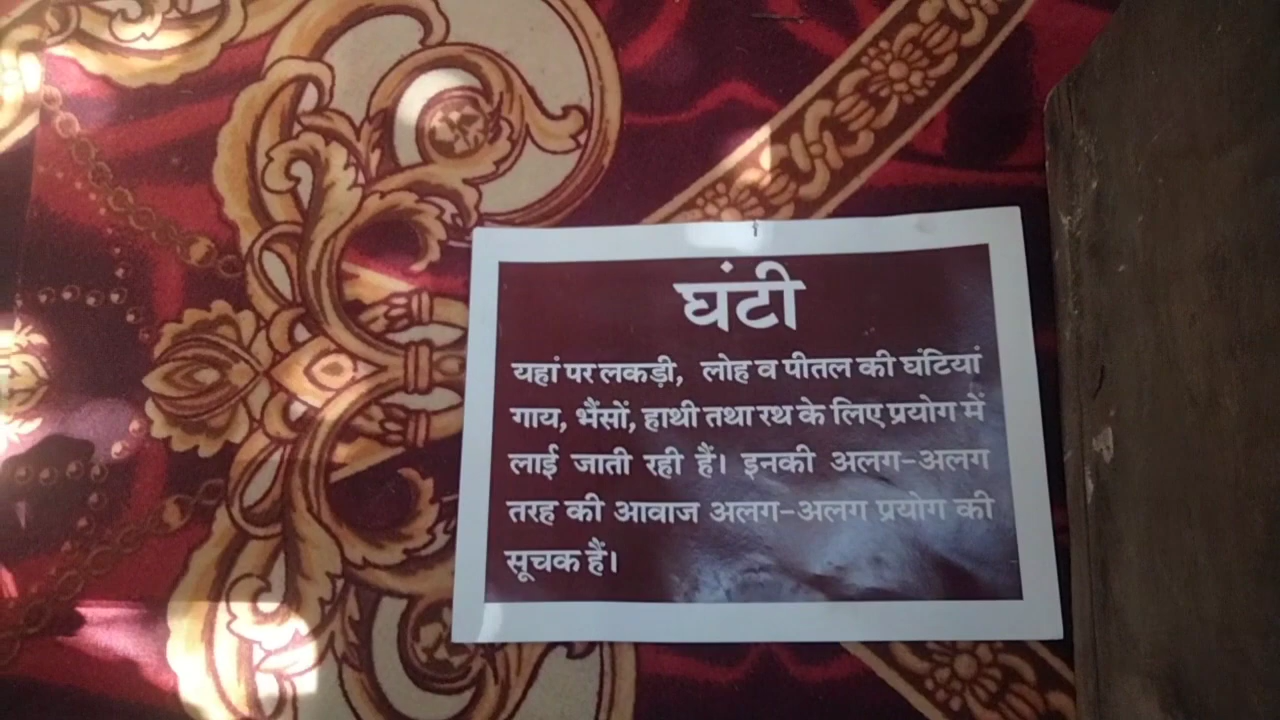 घंटी
यहां पर लकड़ी, लोह व पीतल की घंटियां
गाय, भैंसों, हाथी तथा रथ के लिए प्रयोग में
लाई जाती रही हैं। इनकी अलग-अलग
तरह की आवाज अलग-अलग प्रयोग की
सूचक हैं।